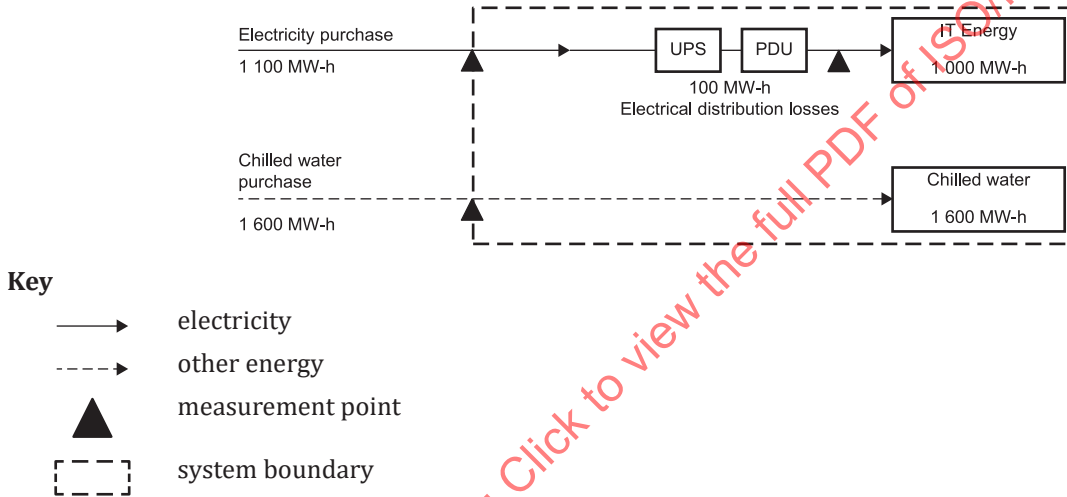 Electricity purchase
1 100 MW-h
UPS
PDU
100 MW-h
Electrical distribution losses
IT Energy
1 000 MW-h
Chilled water
purchase
1 600 MW-h
Chilled water
1 600 MW-h
Key
electricity
other energy
measurement point
system boundary
Click to view the full PDF of ISO/